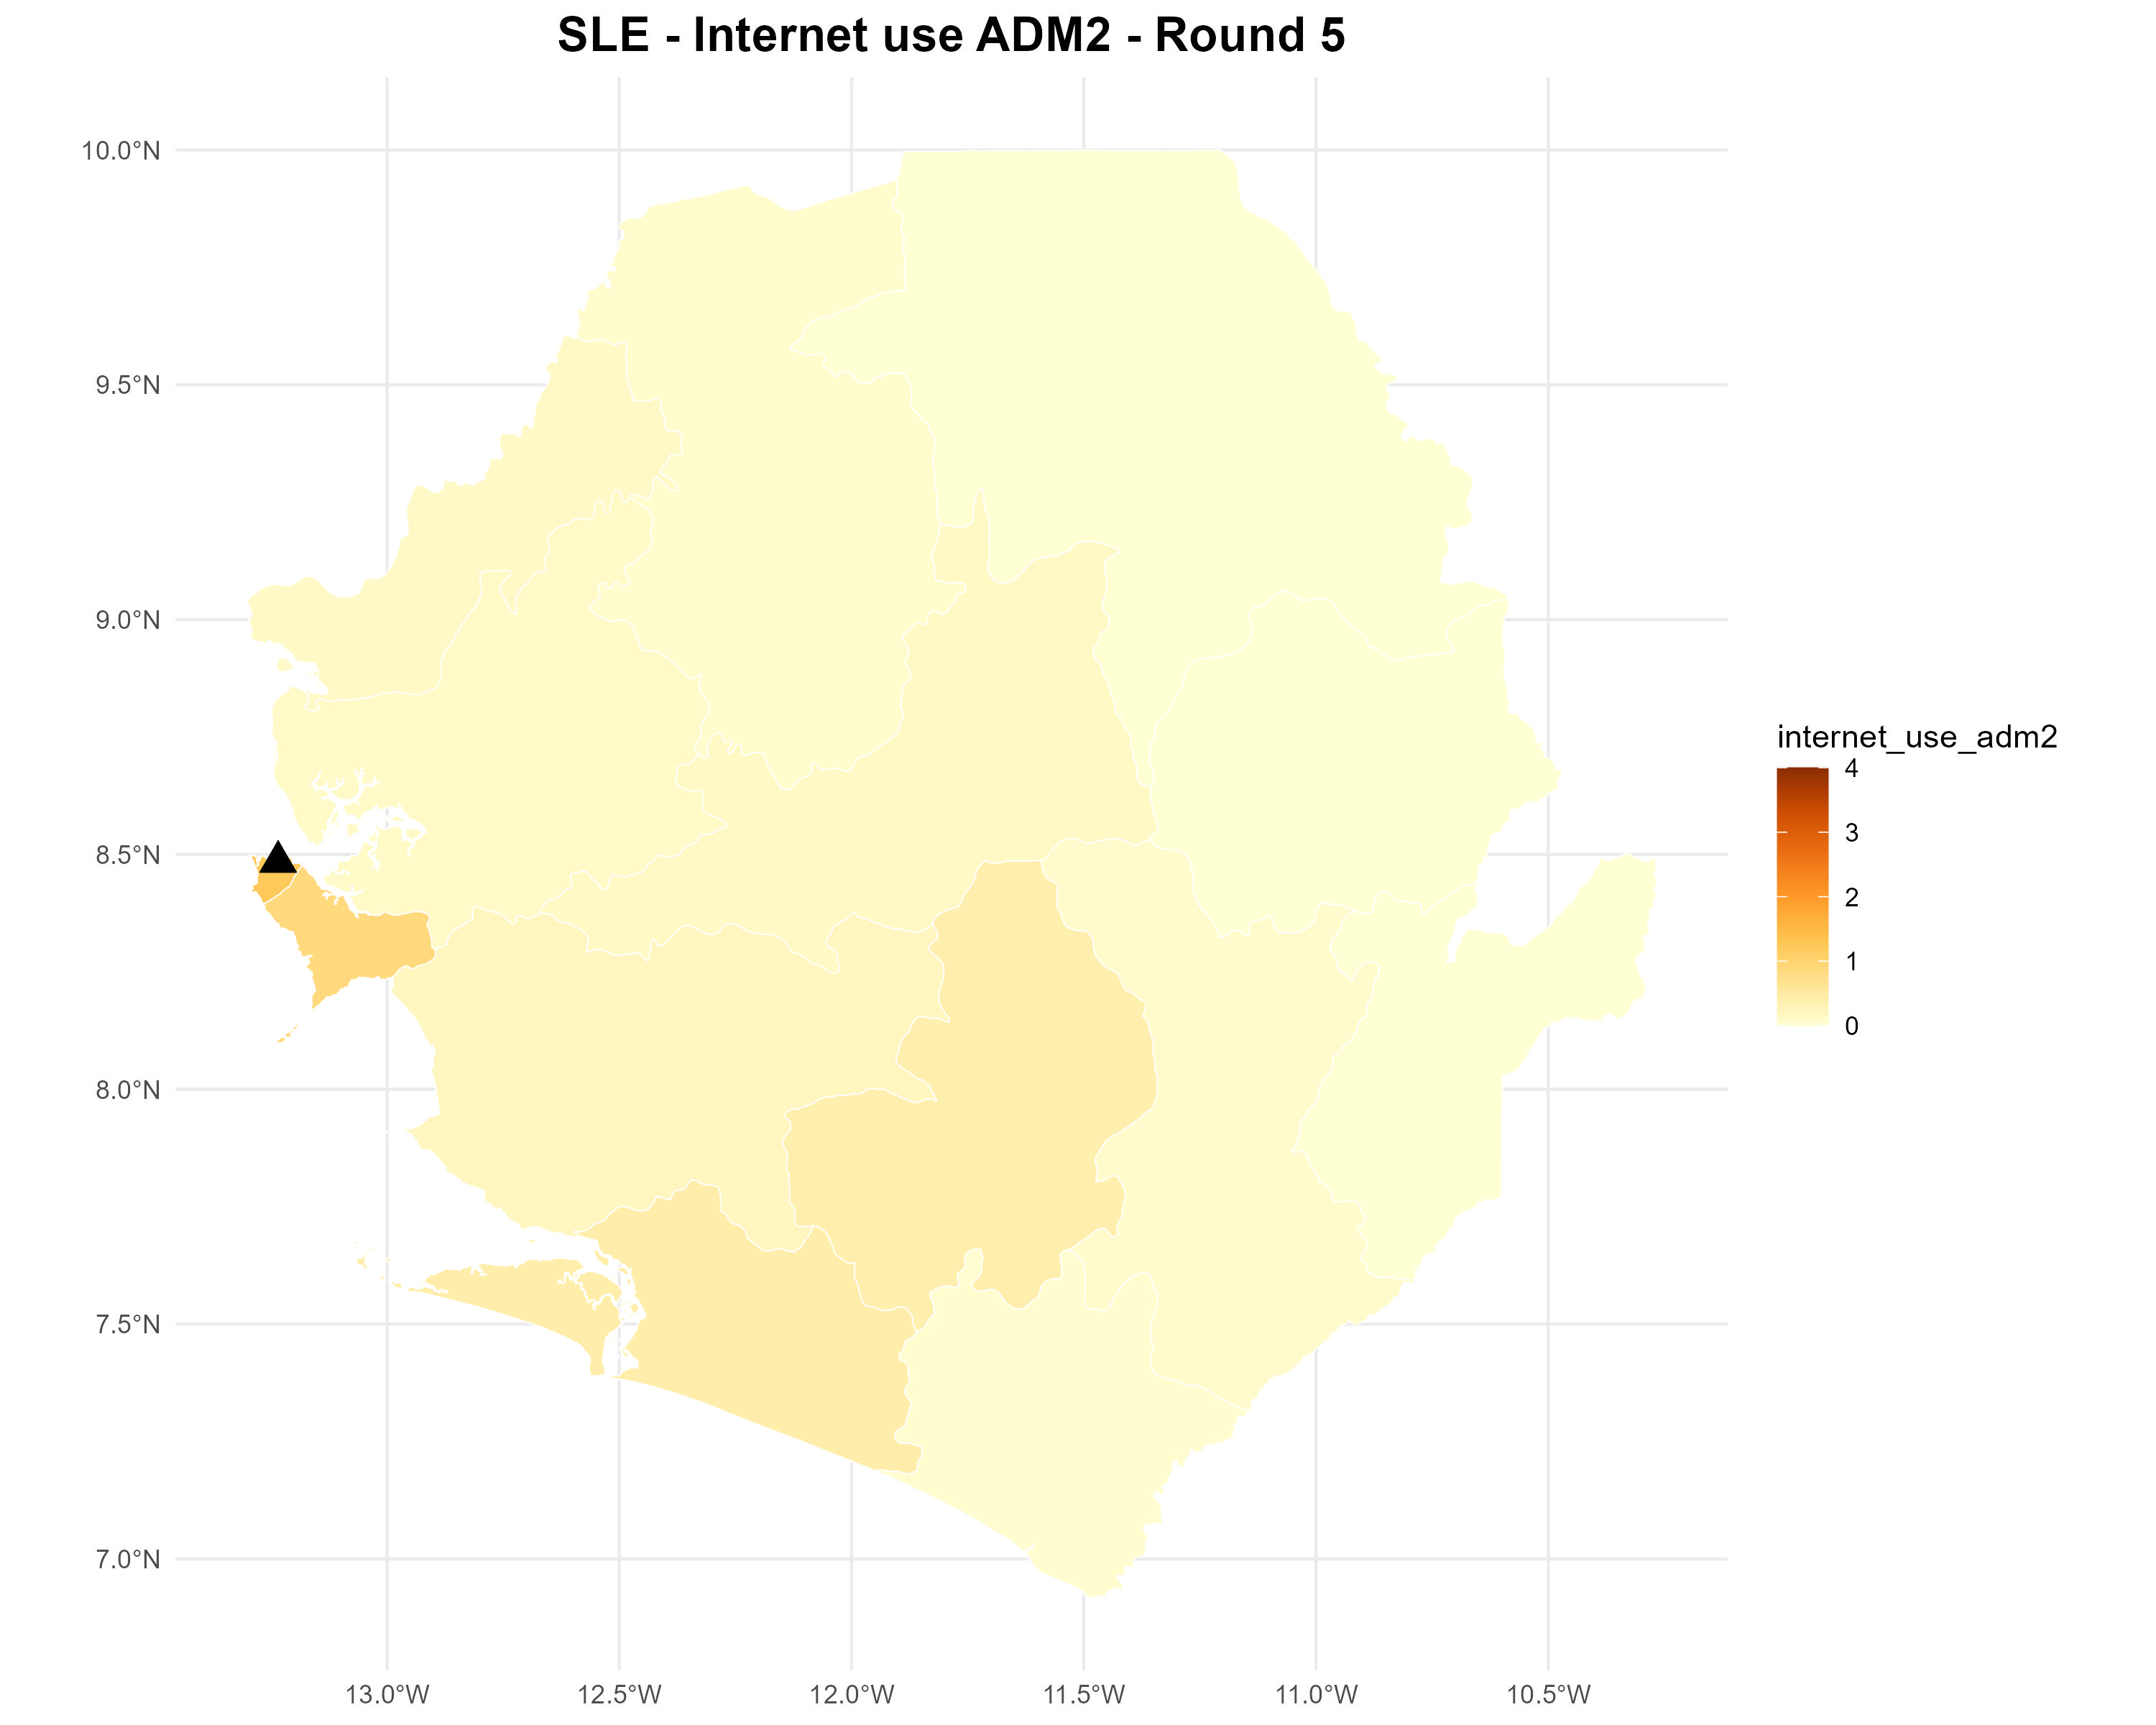 SLE - Internet use ADM2 - Round 5
10.0°N
9.5°N
9.0°N
8.5°N
8.0°N
7.5°N
7.0°N
13.0°W 12.5°W 12.0°W 11.5°W 11.0°W 10.5°W
internet_use_adm2
4
3
2
1
0